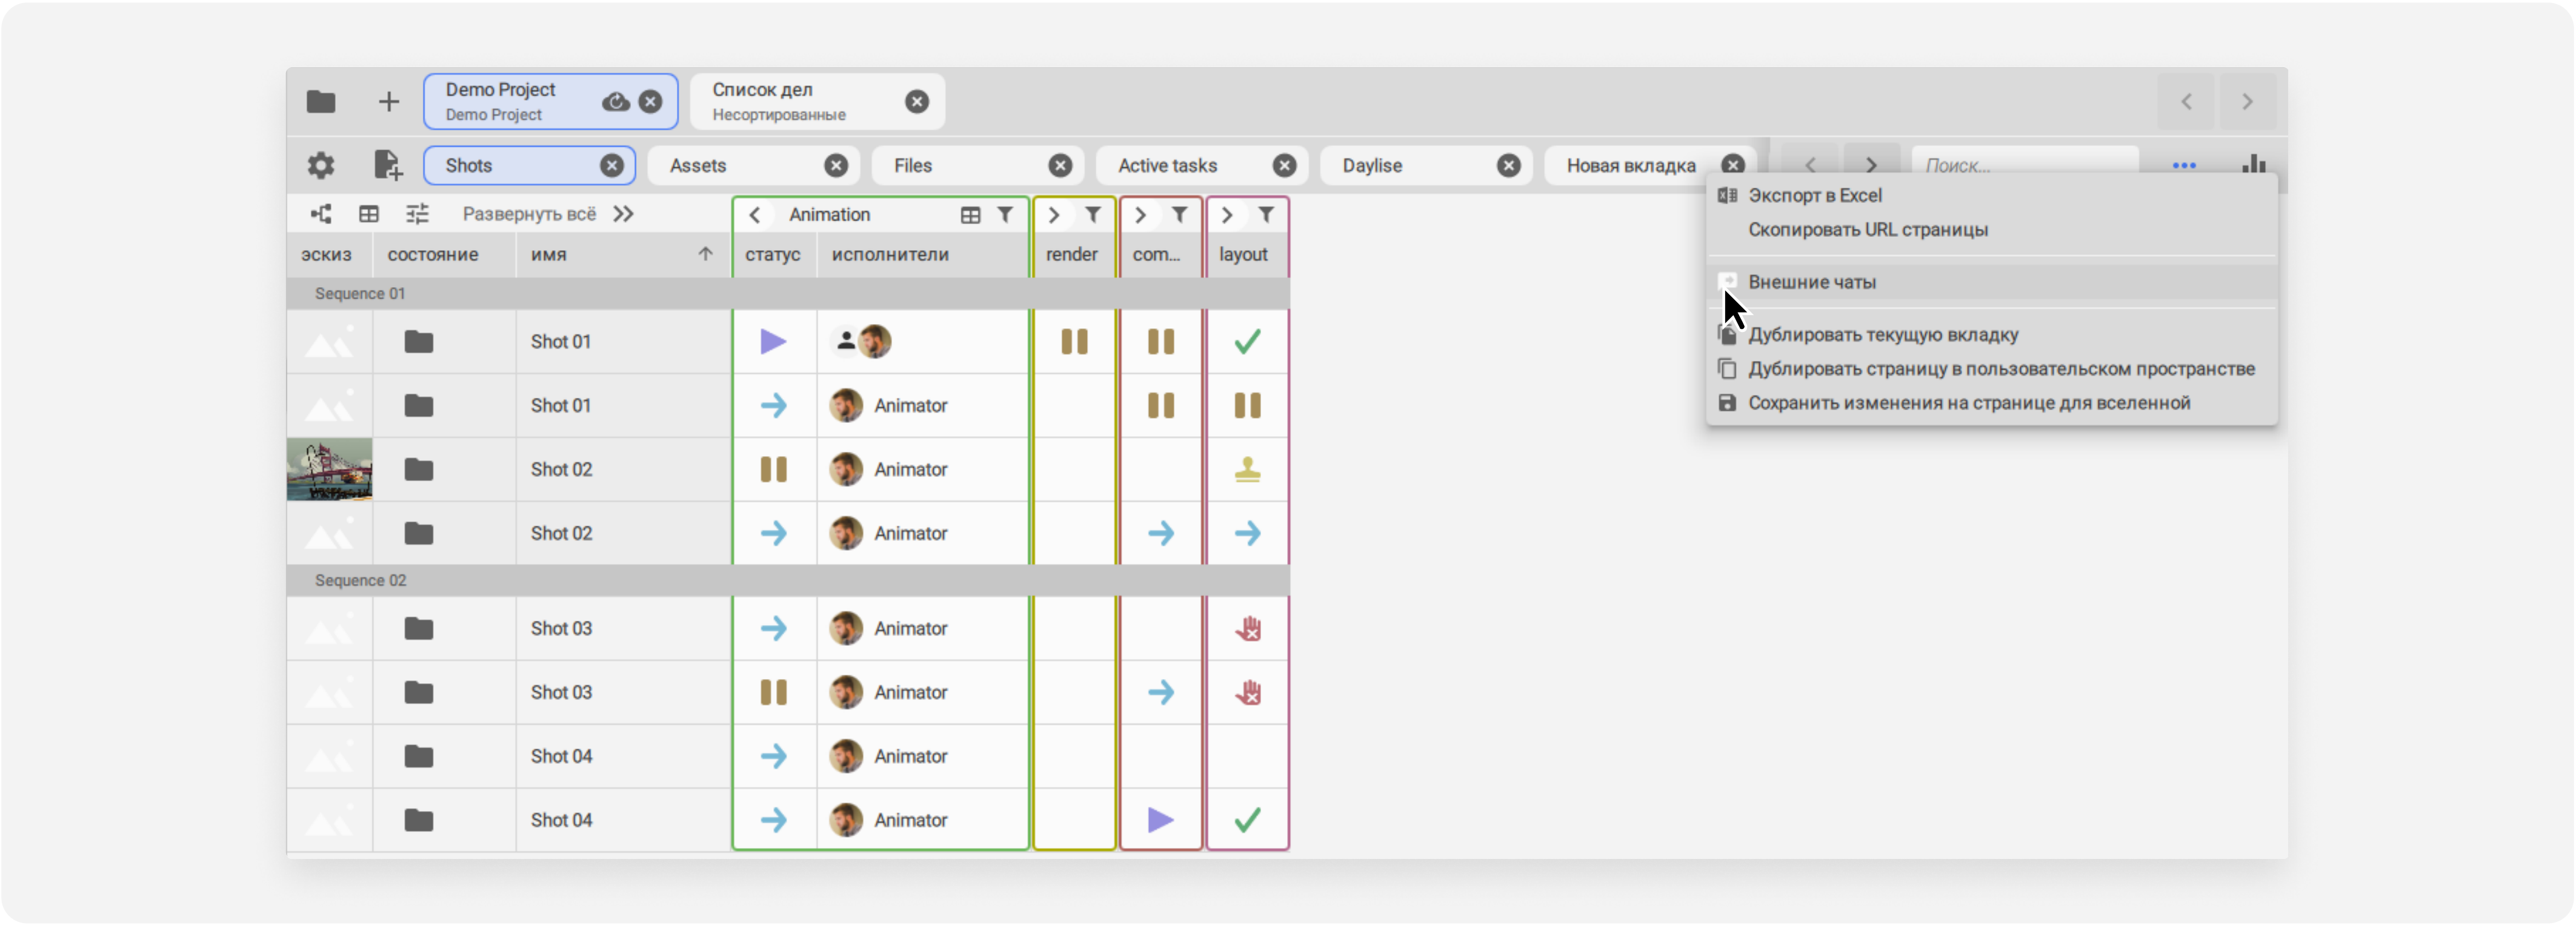 Demo Project
Demo Project
Список дел
Несортированные
Shots
Assets
Files
Active tasks
Daylise
Новая вкладка
Поиск...
Развернуть всё
Animation
эскиз
состояние
имя
статус
исполнители
render
com...
layout
Sequence 01
Shot 01
Shot 01
Animator
Shot 02
Animator
Shot 02
Animator
Sequence 02
Shot 03
Animator
Shot 03
Animator
Shot 04
Animator
Shot 04
Animator
Экспорт в Excel
Скопировать URL страницы
Внешние чаты
Дублировать текущую вкладку
Дублировать страницу в пользовательском пространстве
Сохранить изменения на странице для вселенной